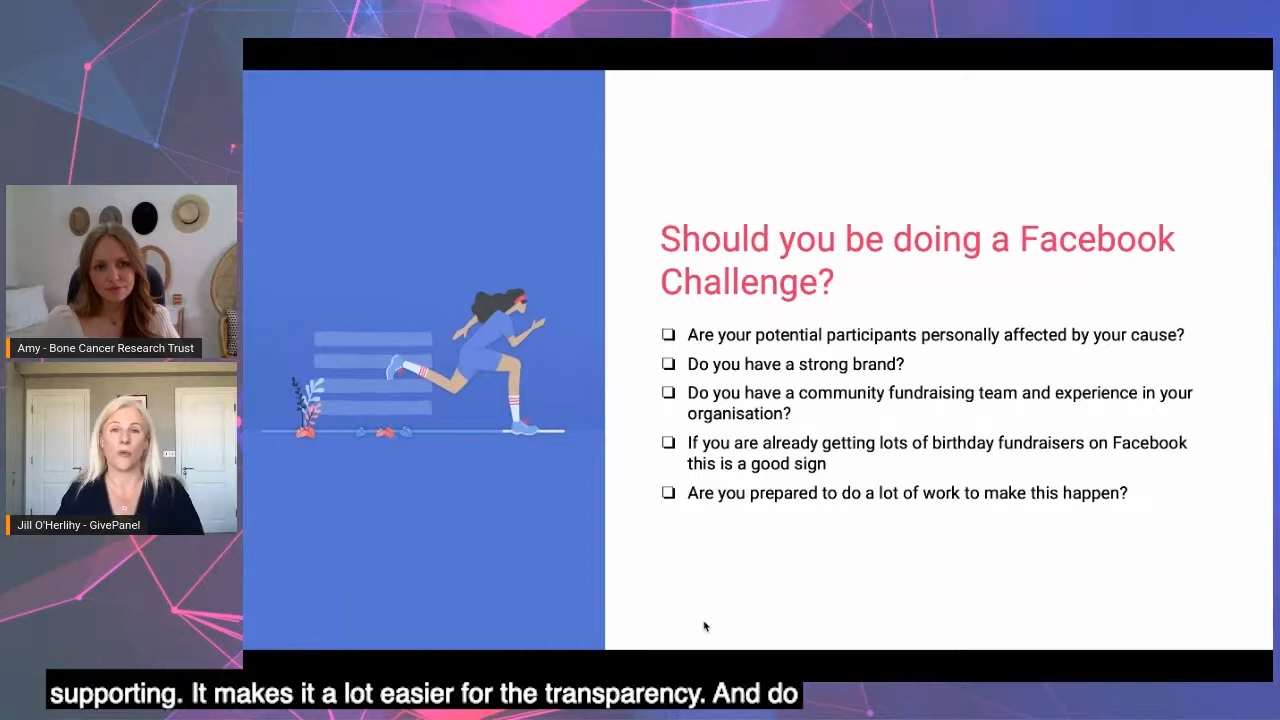 Should you be doing a Facebook
Challenge?
❏ Are your potential participants personally affected by your cause?
❏ Do you have a strong brand?
❏ Do you have a community fundraising team and experience in your
organisation?
❏ If you are already getting lots of birthday fundraisers on Facebook
this is a good sign
❏ Are you prepared to do a lot of work to make this happen?
Amy - Bone Cancer Research Trust
Jill O'Herlihy - GivePanel
supporting. It makes it a lot easier for the transparency. And do